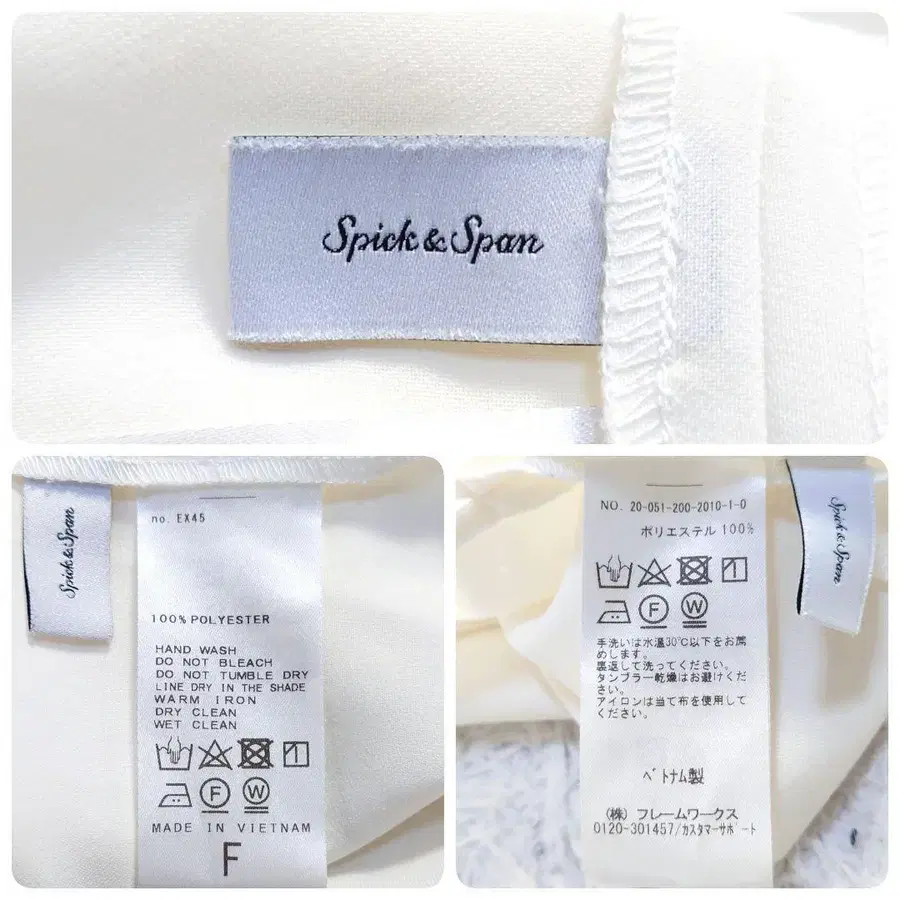 Spick & Span
Spick & Span
no. EX45
100% POLYESTER
HAND WASH
DO NOT BLEACH
DO NOT TUMBLE DRY
LINE DRY IN THE SHADE
WARM IRON
DRY CLEAN
WET CLEAN
F W
MADE IN VIETNAM
F
NO. 20-051-200-2010-1-0
ポリエステル 100%
F W
手洗いは水温30℃以下をお薦
めします。
裏返して洗ってください。
タンブラー乾燥はお避けくだ
さい。
アイロンは当て布を使用して
ください。
ベトナム製
(株) フレームワークス
0120-301457/カスタマーサポート
Spick & Span